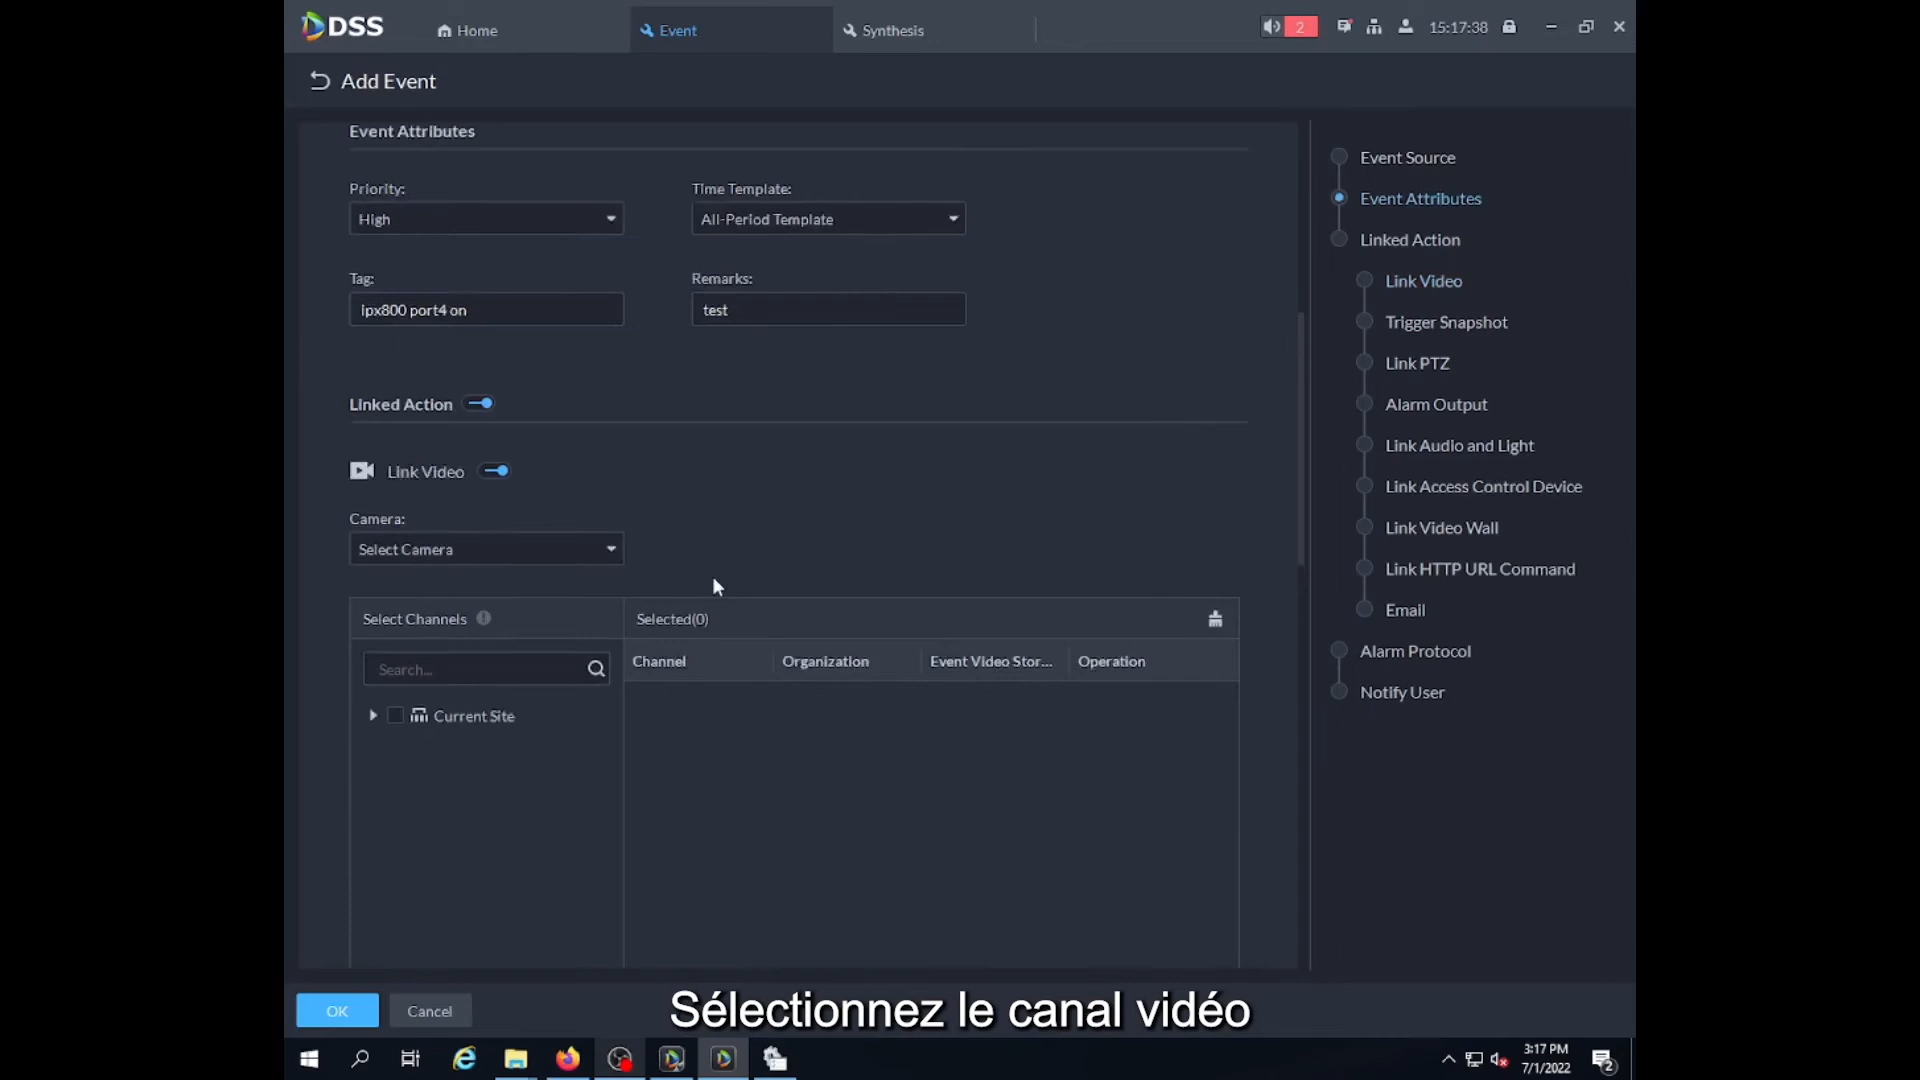 DSS
Home
Event
Synthesis
2
15:17:38
Add Event
Event Attributes
Priority:
Time Template:
High
All-Period Template
Tag:
Remarks:
ipx800 port4 on
test
Linked Action
Link Video
Camera:
Select Camera
Select Channels
Selected(0)
Search...
Channel
Organization
Event Video Stor...
Operation
Current Site
Event Source
Event Attributes
Linked Action
Link Video
Trigger Snapshot
Link PTZ
Alarm Output
Link Audio and Light
Link Access Control Device
Link Video Wall
Link HTTP URL Command
Email
Alarm Protocol
Notify User
OK
Cancel
Sélectionnez le canal vidéo
3:17 PM
7/1/2022
2